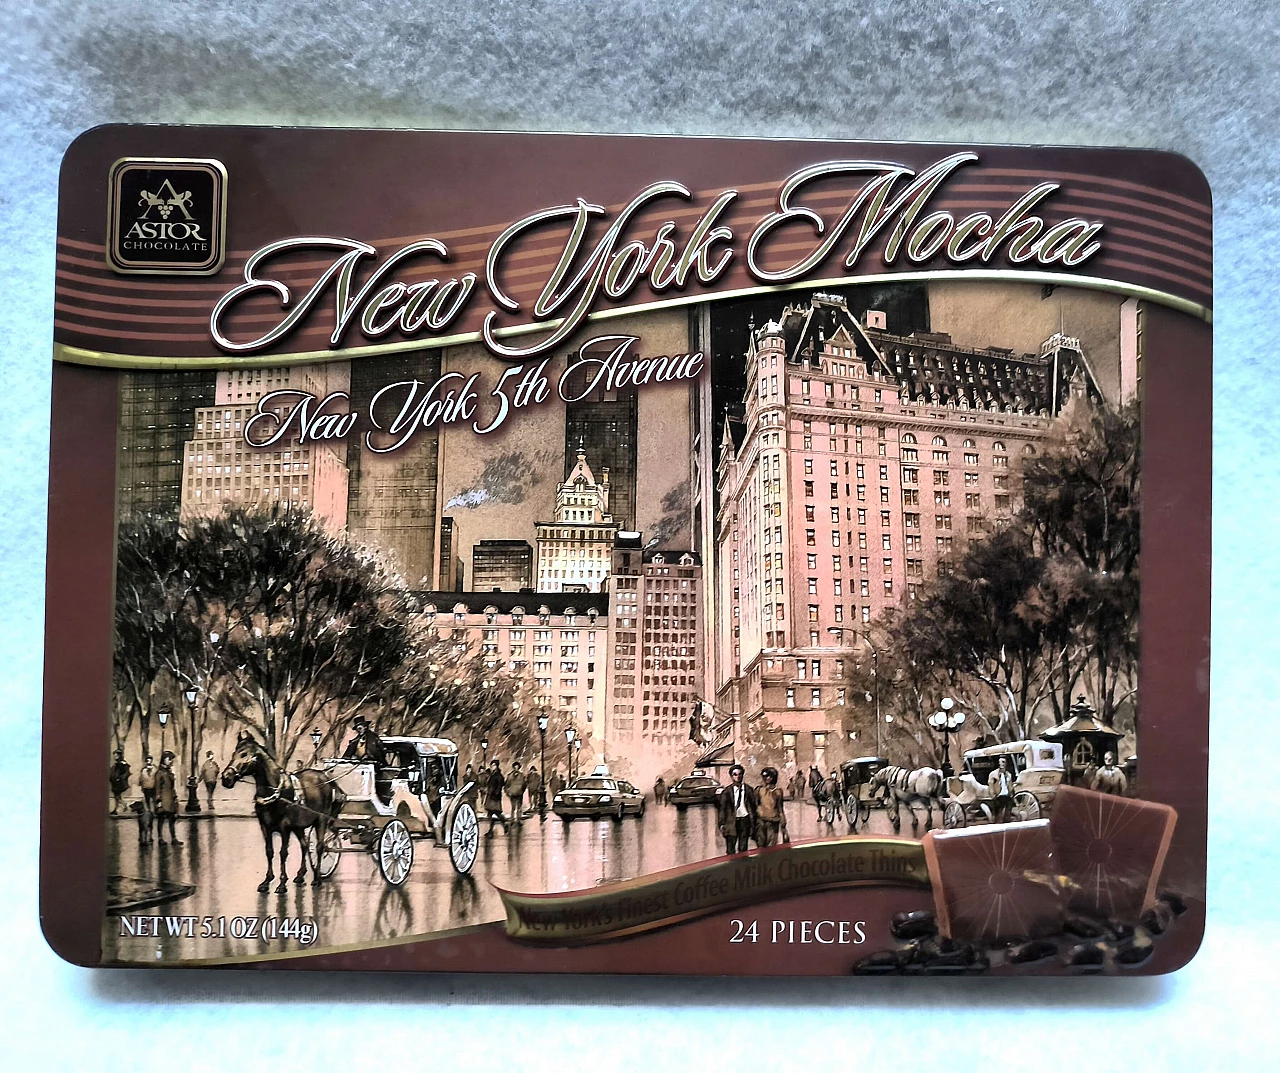 ASTOR
CHOCOLATE
New York Mocha
New York 5th Avenue
New York's Finest Coffee Milk Chocolate Thins
NET WT 5.1 OZ (144g)
24 PIECES